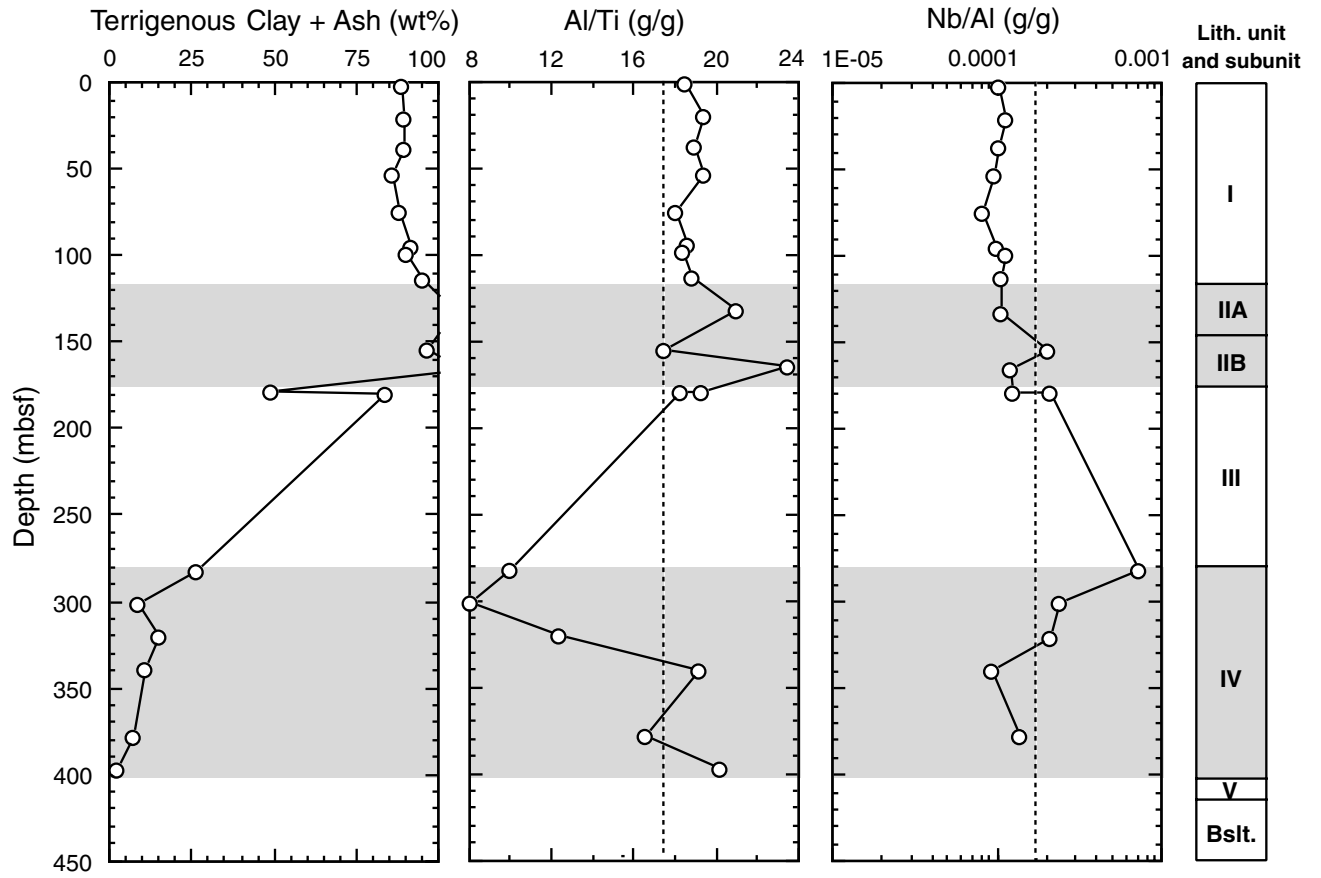 Terrigenous Clay + Ash (wt%)
Al/Ti (g/g)
Nb/Al (g/g)
Lith. unit
and subunit
0 25 50 75 100
8 12 16 20 24
1E-05 0.0001 0.001
Depth (mbsf)
0
50
100
150
200
250
300
350
400
450
I
IIA
IIB
III
IV
V
Bslt.